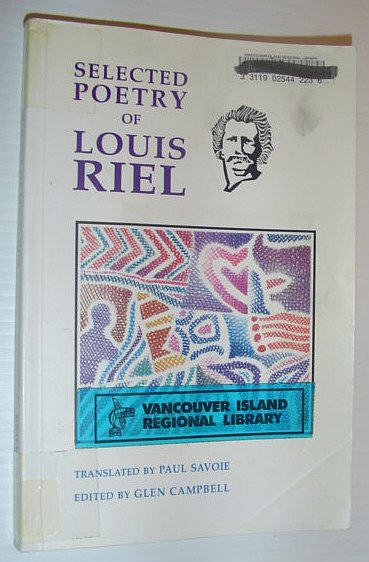 SELECTED
POETRY
OF
LOUIS
RIEL
3 3119 02544 223 6
VANCOUVER ISLAND
REGIONAL LIBRARY
TRANSLATED BY PAUL SAVOIE
EDITED BY GLEN CAMPBELL